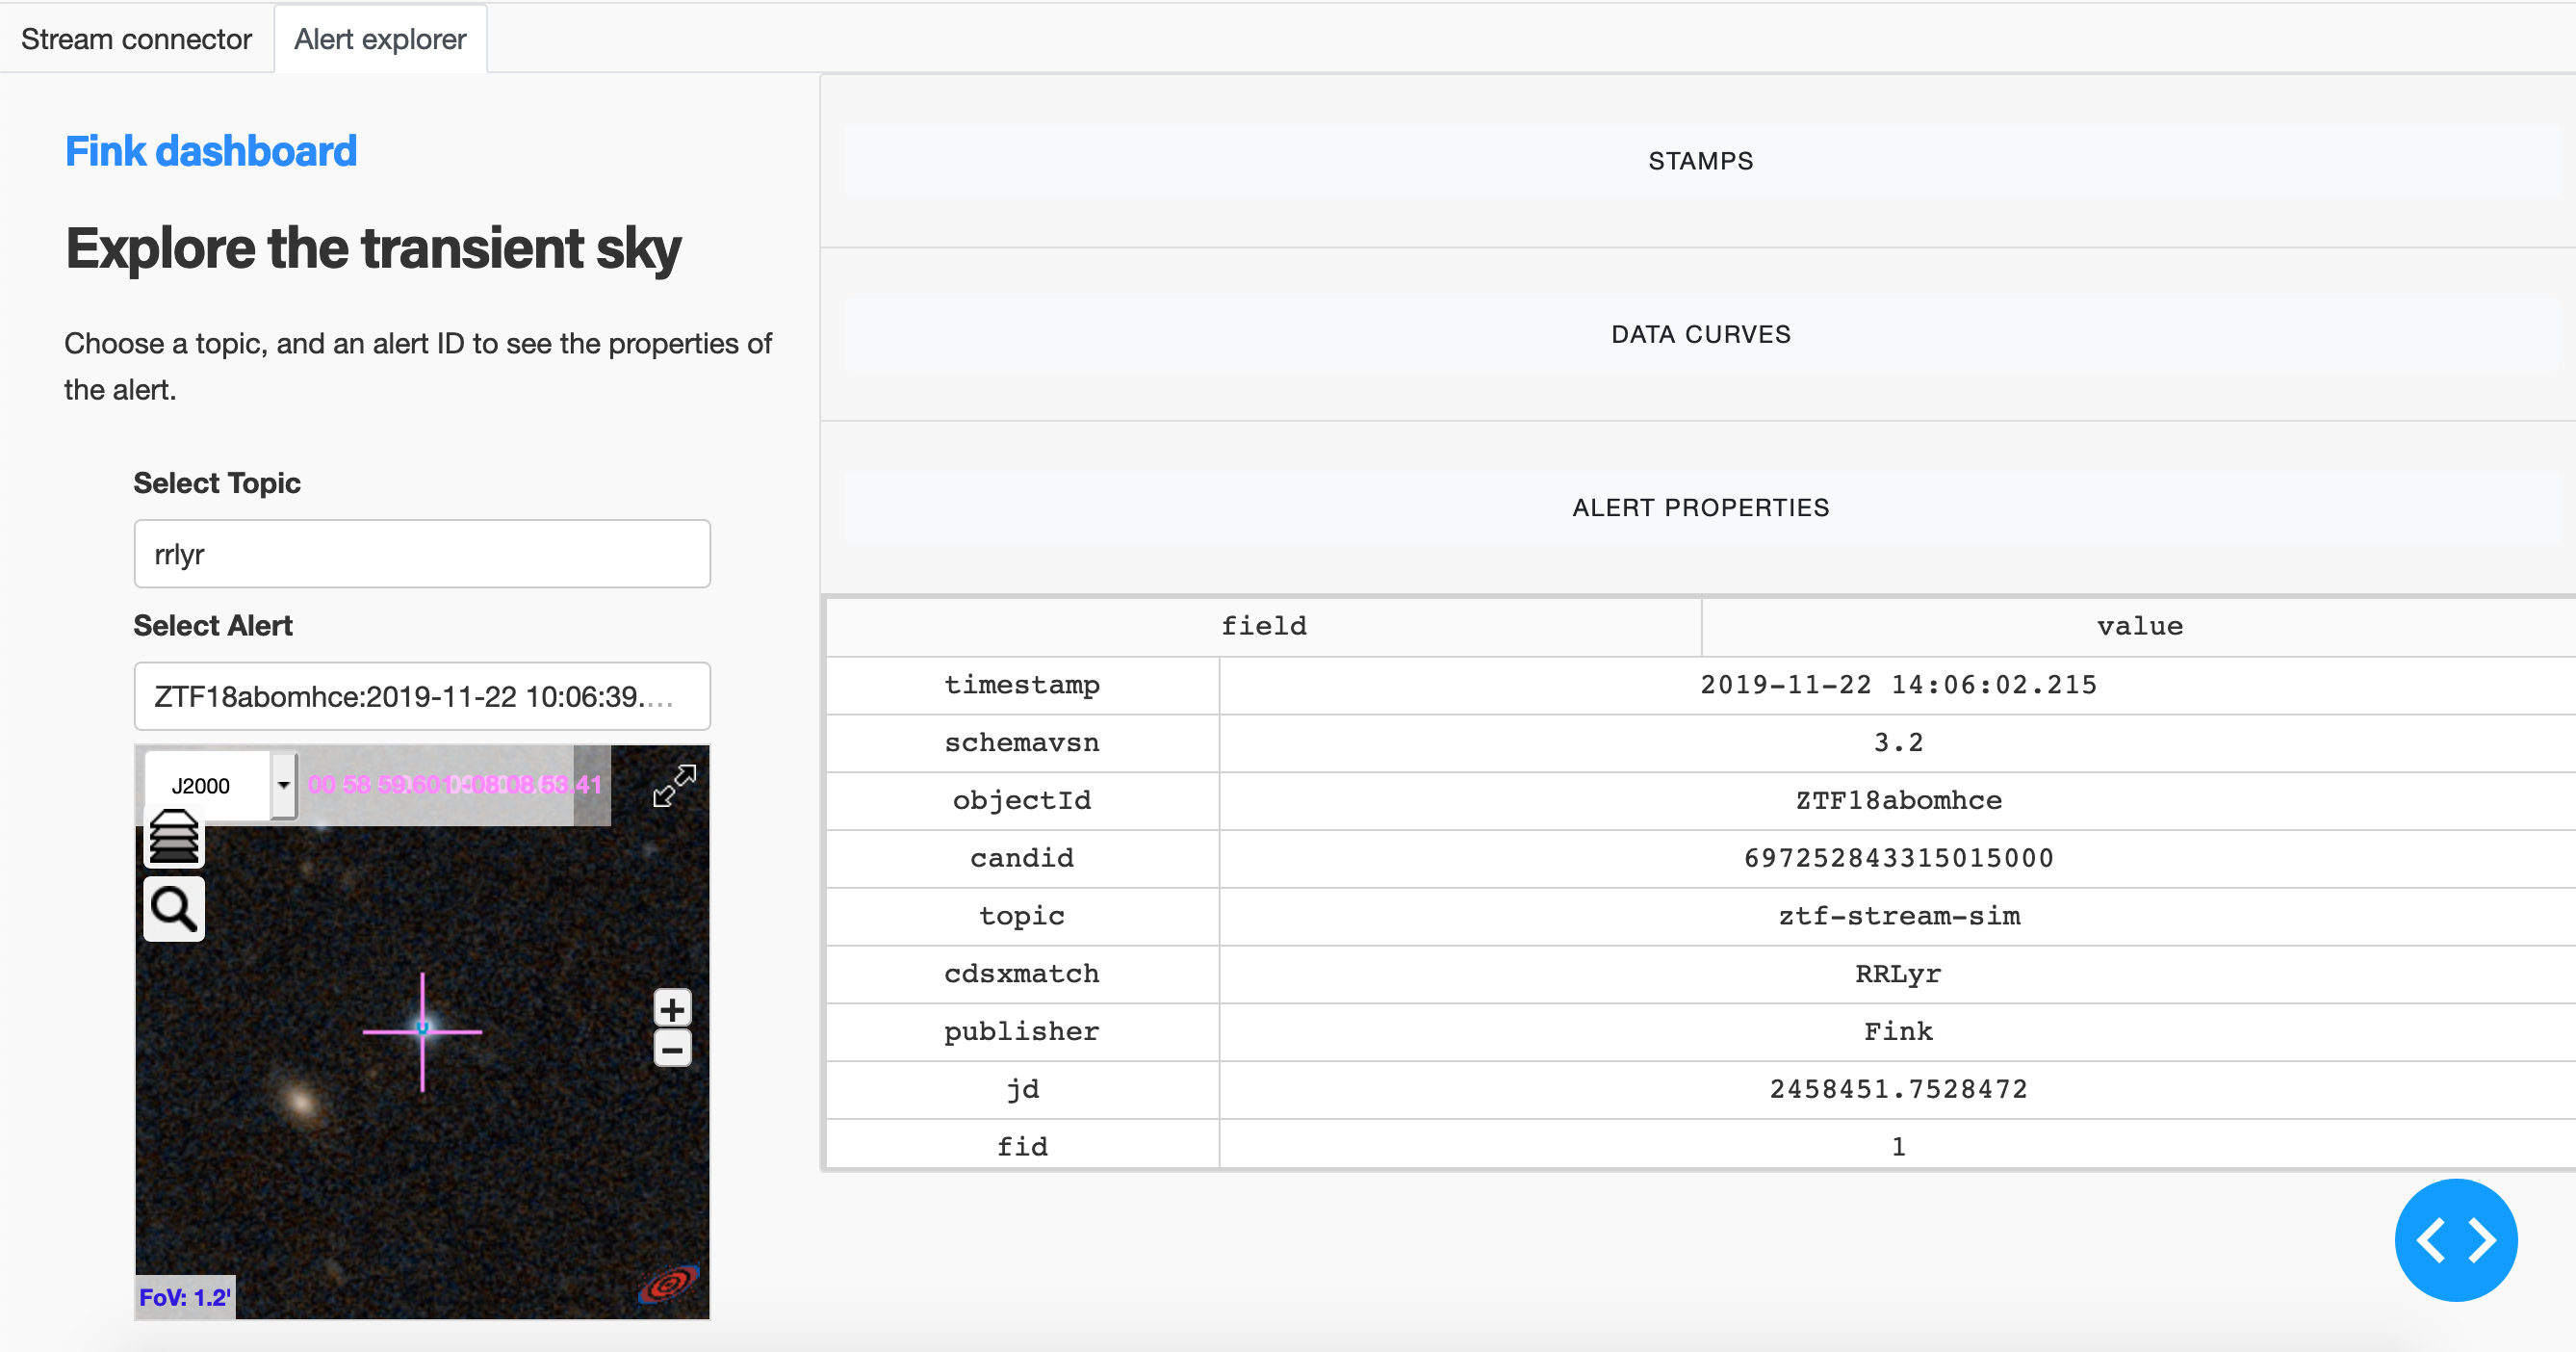 Stream connector
Alert explorer
Fink dashboard
Explore the transient sky
Choose a topic, and an alert ID to see the properties of
the alert.
Select Topic
rrlyr
Select Alert
ZTF18abomhce:2019-11-22 10:06:39....
J2000
00 58 59.601
08 08 53.41
FoV: 1.2'
STAMPS
DATA CURVES
ALERT PROPERTIES
field value
timestamp 2019-11-22 14:06:02.215
schemavsn 3.2
objectId ZTF18abomhce
candid 697252843315015000
topic ztf-stream-sim
cdsxmatch RRLyr
publisher Fink
jd 2458451.7528472
fid 1